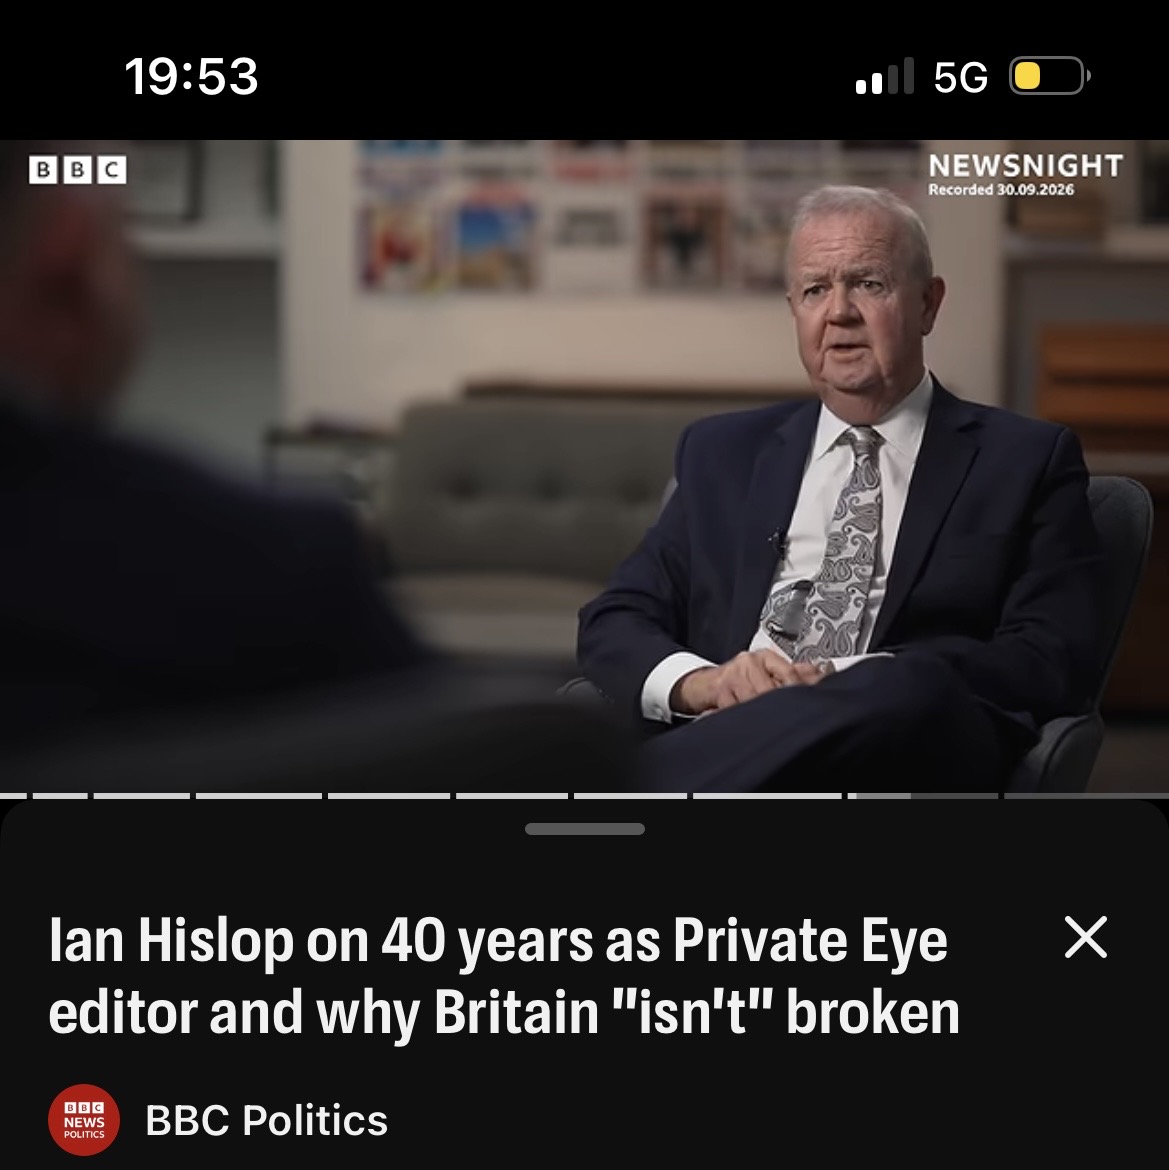 19:53
5G
BBC
NEWSNIGHT
Recorded 30.09.2026
Ian Hislop on 40 years as Private Eye
editor and why Britain "isn't" broken
BBC
NEWS
POLITICS
BBC Politics